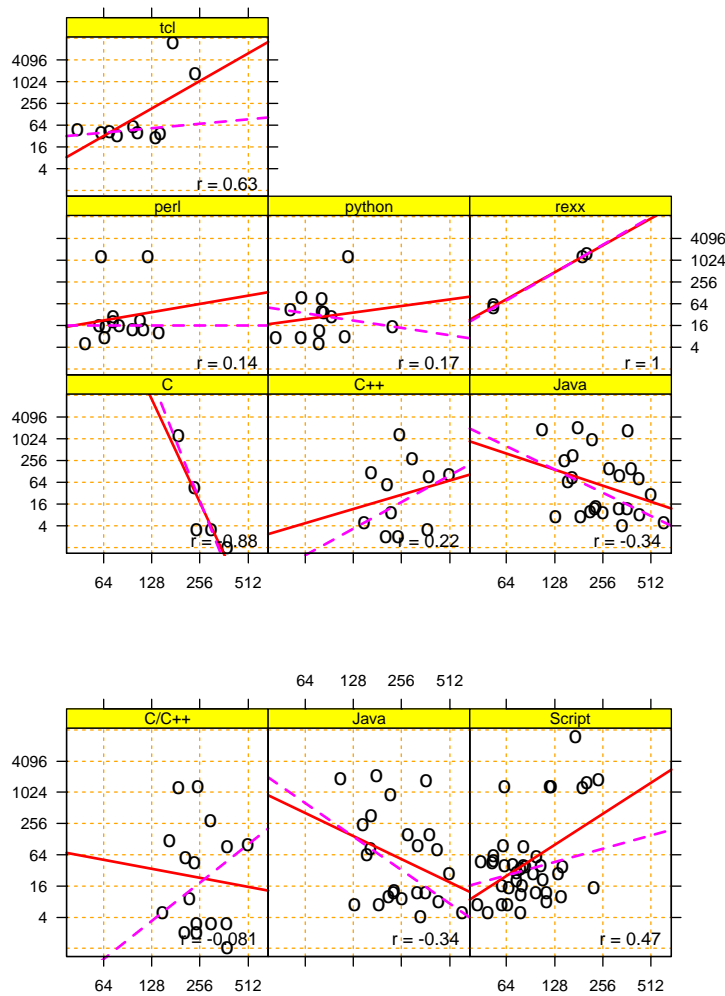 tcl
4096
1024
256
64
16
4
r = 0.63
perl python rexx
4096
1024
256
64
16
4
r = 0.14 r = 0.17 r = 1
C C++ Java
4096
1024
256
64
16
4
r = -0.88 r = 0.22 r = -0.34
64 128 256 512 64 128 256 512
64 128 256 512
C/C++ Java Script
4096
1024
256
64
16
4
r = -0.081 r = -0.34 r = 0.47
64 128 256 512 64 128 256 512